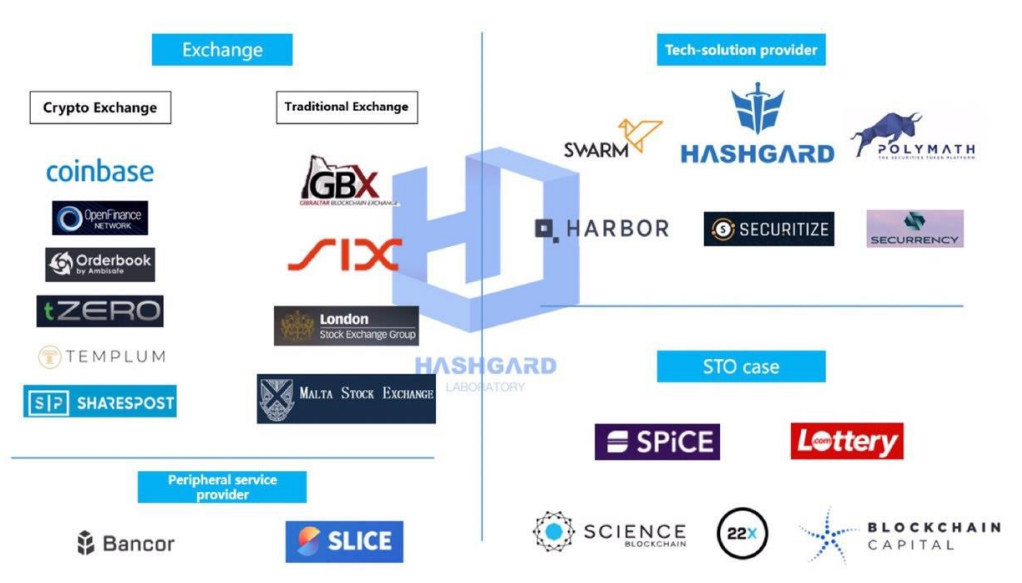 Exchange
Crypto Exchange
Traditional Exchange
coinbase
OpenFinance
NETWORK
Orderbook
by Ambisafe
tZERO
TEMPLUM
S|P SHARESPOST
GBX
GIBRALTAR BLOCKCHAIN EXCHANGE
SIX
London
Stock Exchange Group
MALTA STOCK EXCHANGE
Peripheral service
provider
Bancor
SLICE
HASHGARD
LABORATORY
Tech-solution provider
SWARM
HASHGARD
POLYMATH
THE SECURITIES TOKEN PLATFORM
HARBOR
S SECURITIZE
SECURRENCY
STO case
SPiCE
Lottery
.com
SCIENCE
BLOCKCHAIN
22X
BLOCKCHAIN
CAPITAL